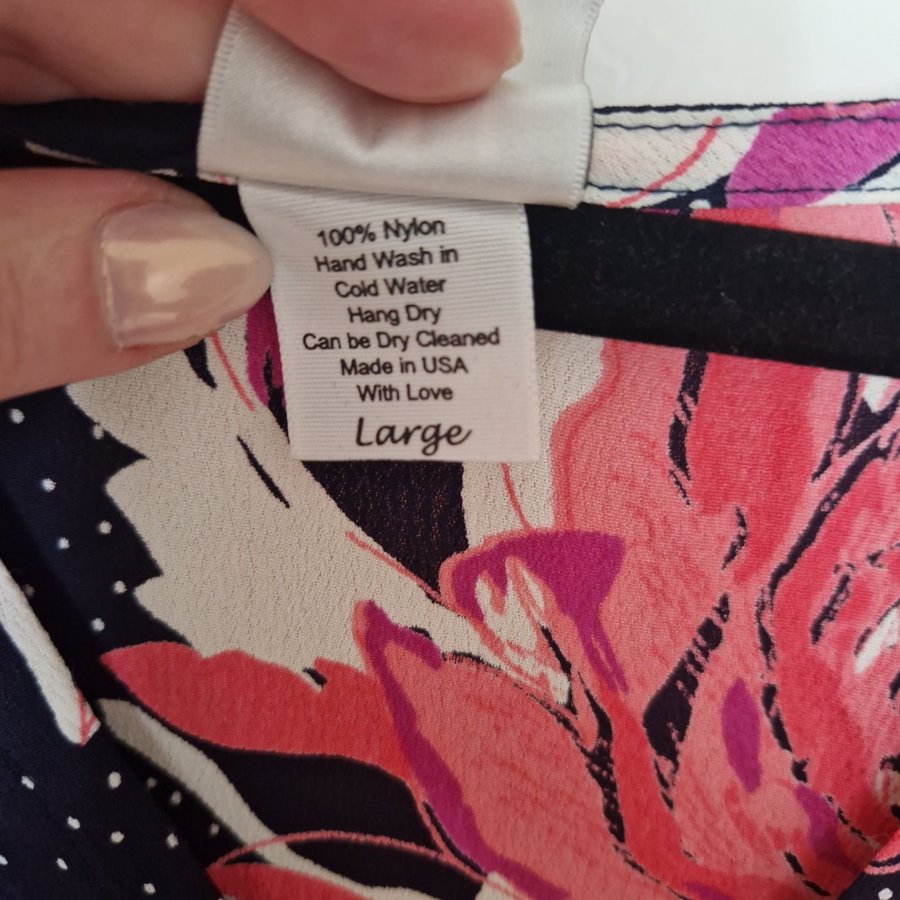 100% Nylon
Hand Wash in
Cold Water
Hang Dry
Can be Dry Cleaned
Made in USA
With Love
Large